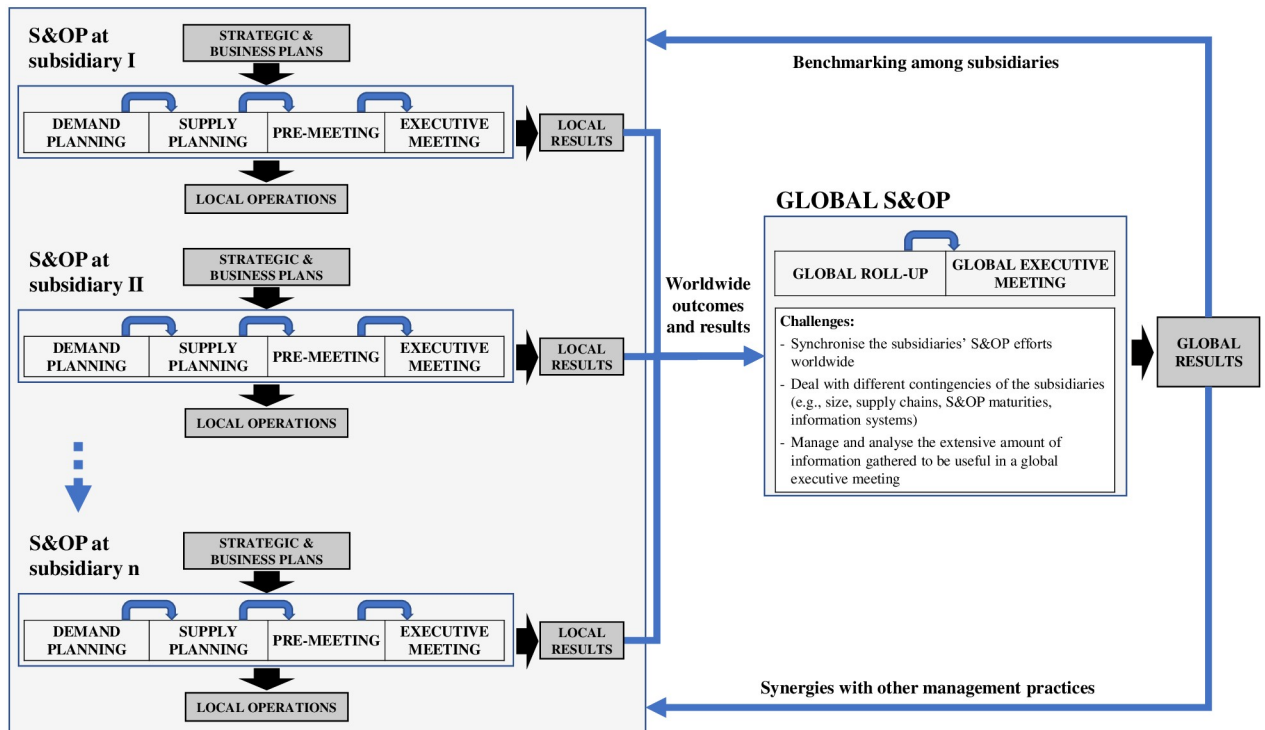 S&OP at
subsidiary I
STRATEGIC &
BUSINESS PLANS
DEMAND
PLANNING
SUPPLY
PLANNING
PRE-MEETING
EXECUTIVE
MEETING
LOCAL
RESULTS
LOCAL OPERATIONS
S&OP at
subsidiary II
STRATEGIC &
BUSINESS PLANS
DEMAND
PLANNING
SUPPLY
PLANNING
PRE-MEETING
EXECUTIVE
MEETING
LOCAL
RESULTS
LOCAL OPERATIONS
S&OP at
subsidiary n
STRATEGIC &
BUSINESS PLANS
DEMAND
PLANNING
SUPPLY
PLANNING
PRE-MEETING
EXECUTIVE
MEETING
LOCAL
RESULTS
LOCAL OPERATIONS
Worldwide
outcomes
and results
Benchmarking among subsidiaries
GLOBAL S&OP
GLOBAL ROLL-UP
GLOBAL EXECUTIVE
MEETING
Challenges:
- Synchronise the subsidiaries' S&OP efforts
worldwide
- Deal with different contingencies of the subsidiaries
(e.g., size, supply chains, S&OP maturities,
information systems)
- Manage and analyse the extensive amount of
information gathered to be useful in a global
executive meeting
GLOBAL
RESULTS
Synergies with other management practices